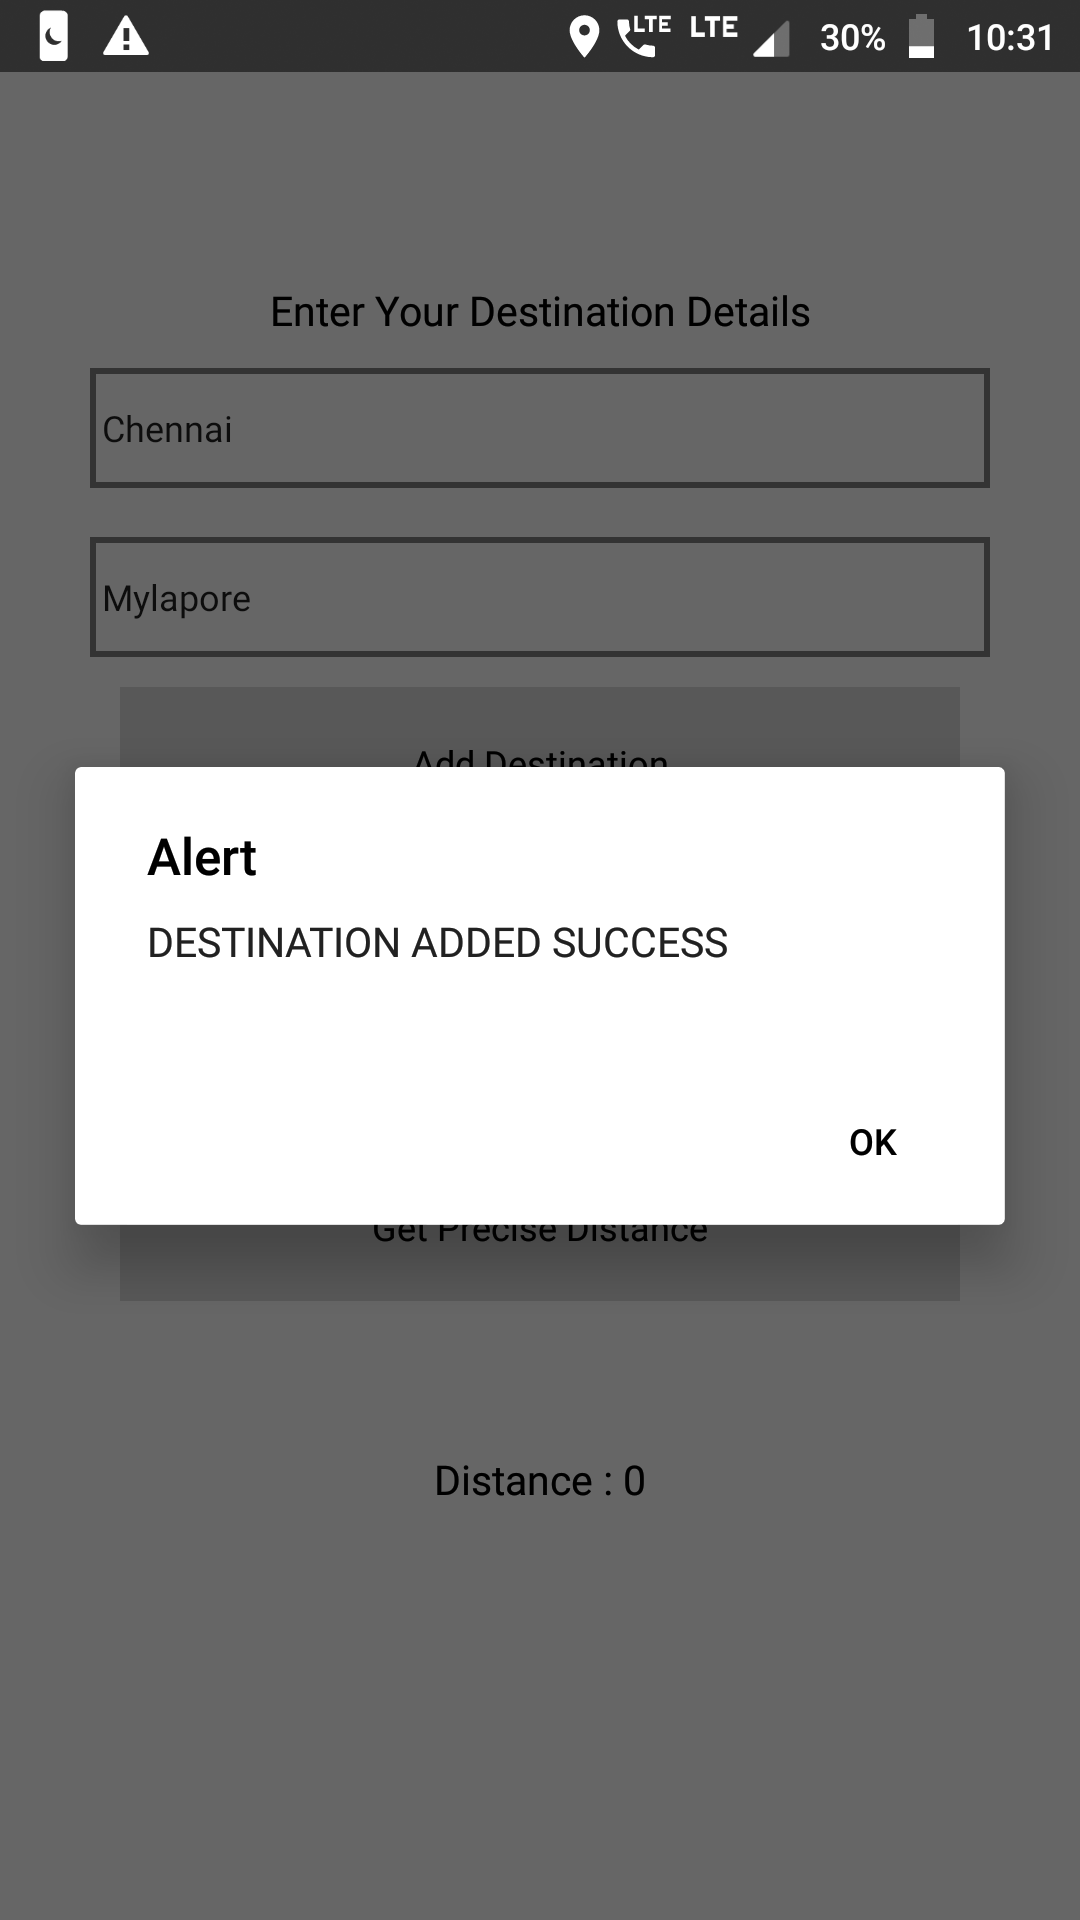 LTE LTE 30% 10:31
Enter Your Destination Details
Chennai
Mylapore
Add Destination
Alert
DESTINATION ADDED SUCCESS
OK
Get Precise Distance
Distance : 0